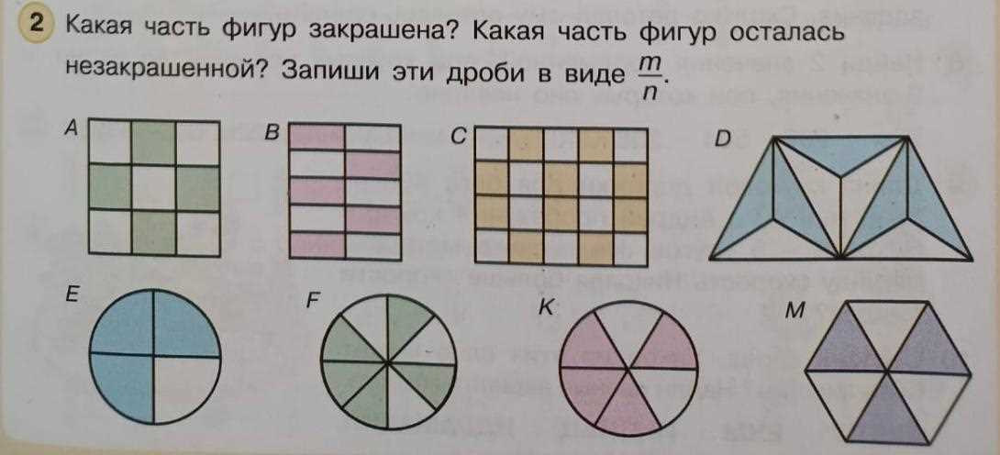 2 Какая часть фигур закрашена? Какая часть фигур осталась
незакрашенной? Запиши эти дроби в виде m/n.
A B C D
E F K M